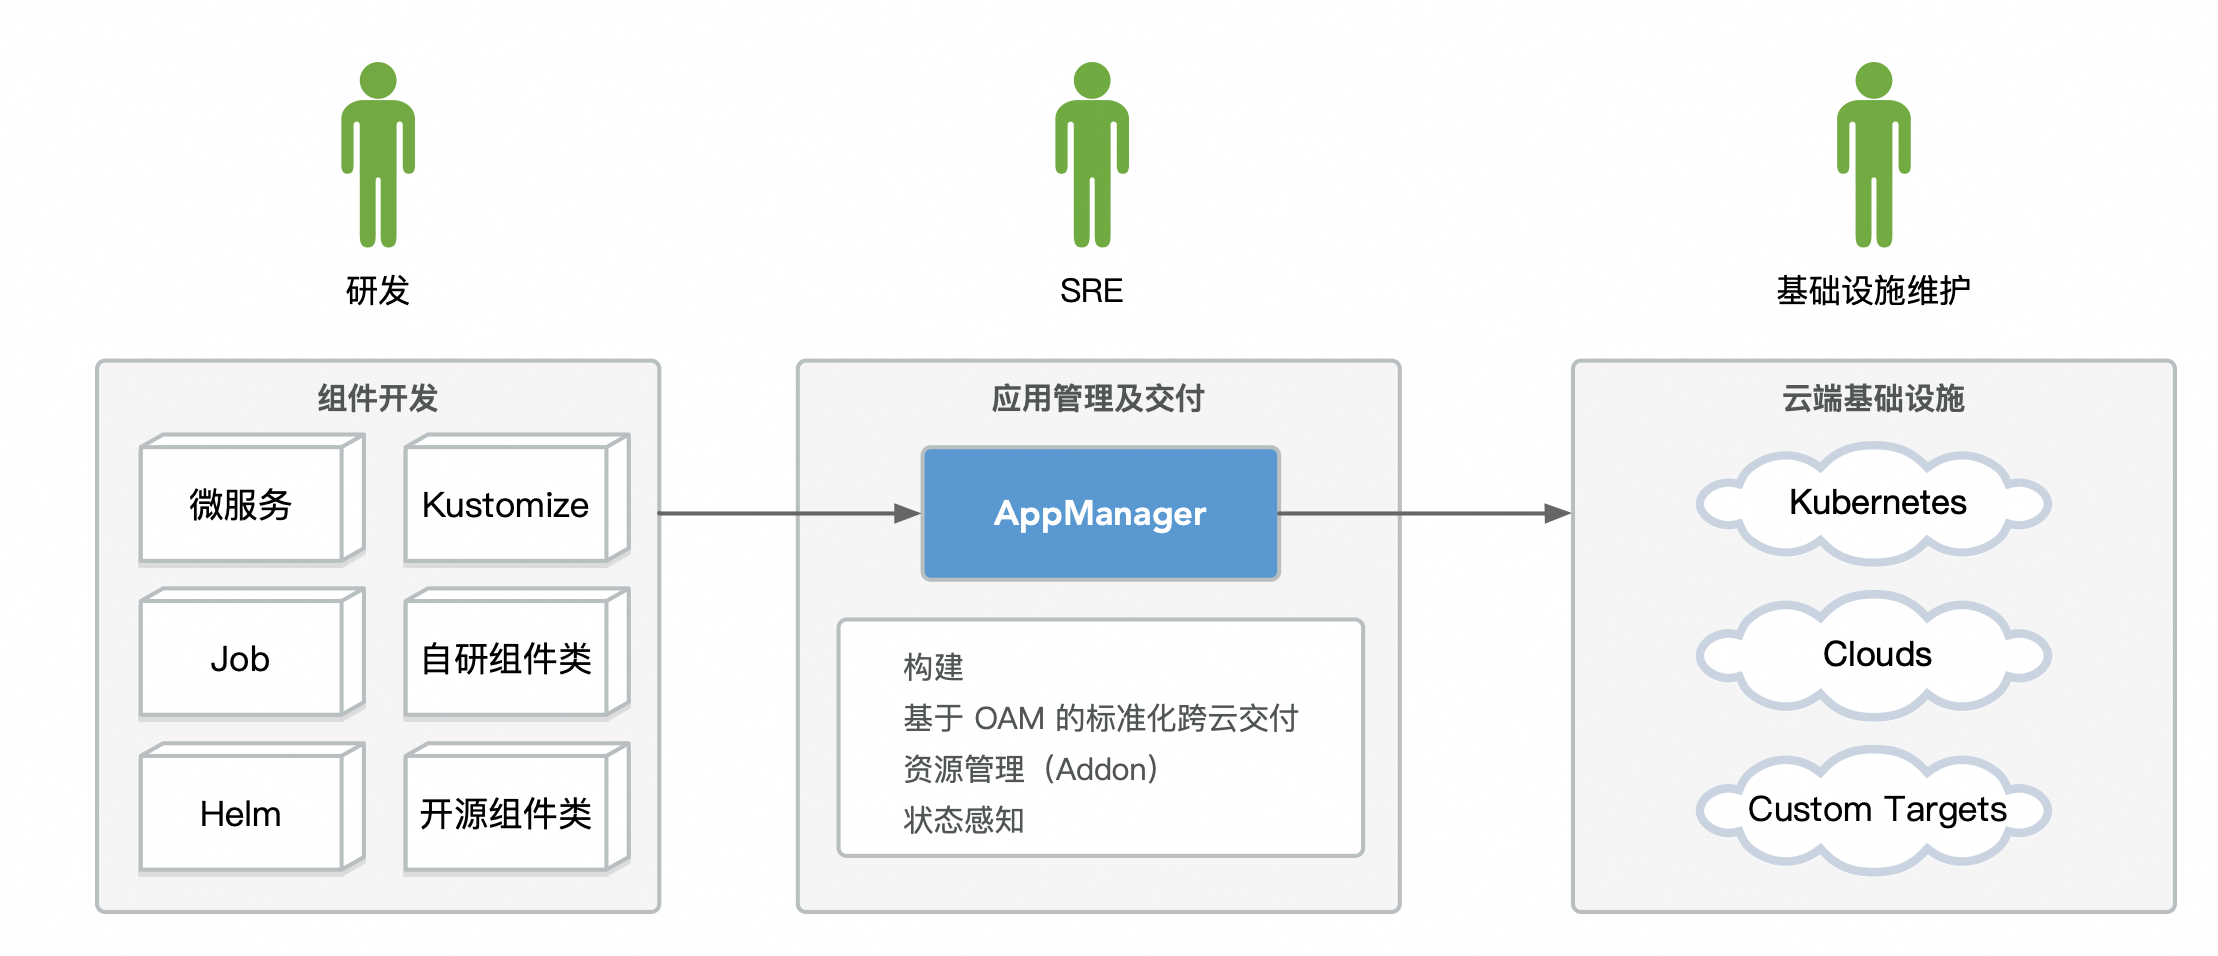 研发
SRE
基础设施维护
组件开发
微服务
Kustomize
Job
自研组件类
Helm
开源组件类
应用管理及交付
AppManager
构建
基于 OAM 的标准化跨云交付
资源管理（Addon）
状态感知
云端基础设施
Kubernetes
Clouds
Custom Targets